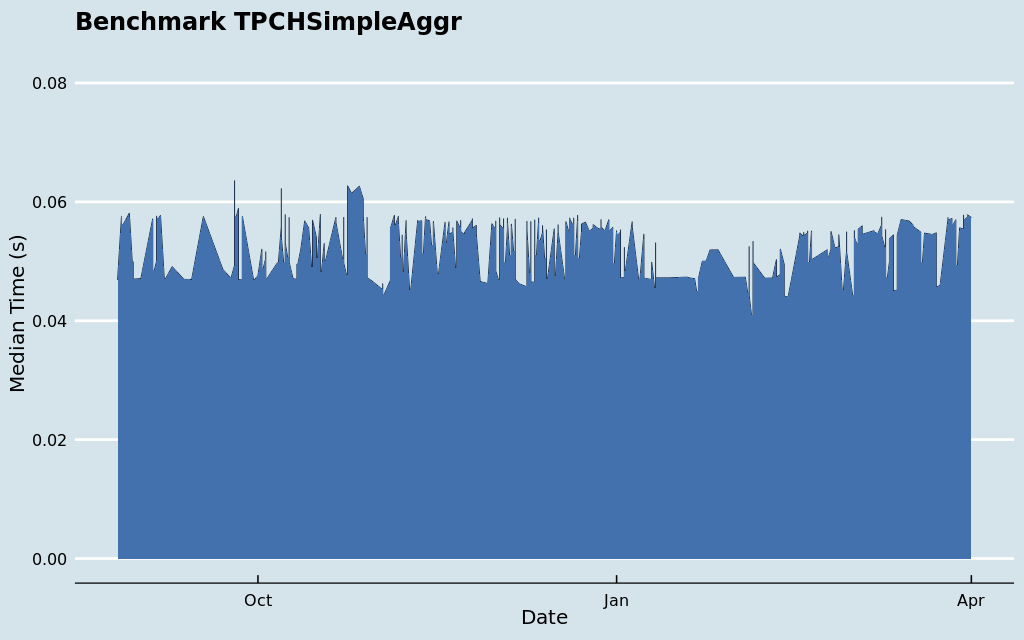 Benchmark TPCHSimpleAggr
0.08
0.06
0.04
0.02
0.00
Median Time (s)
Oct
Jan
Apr
Date